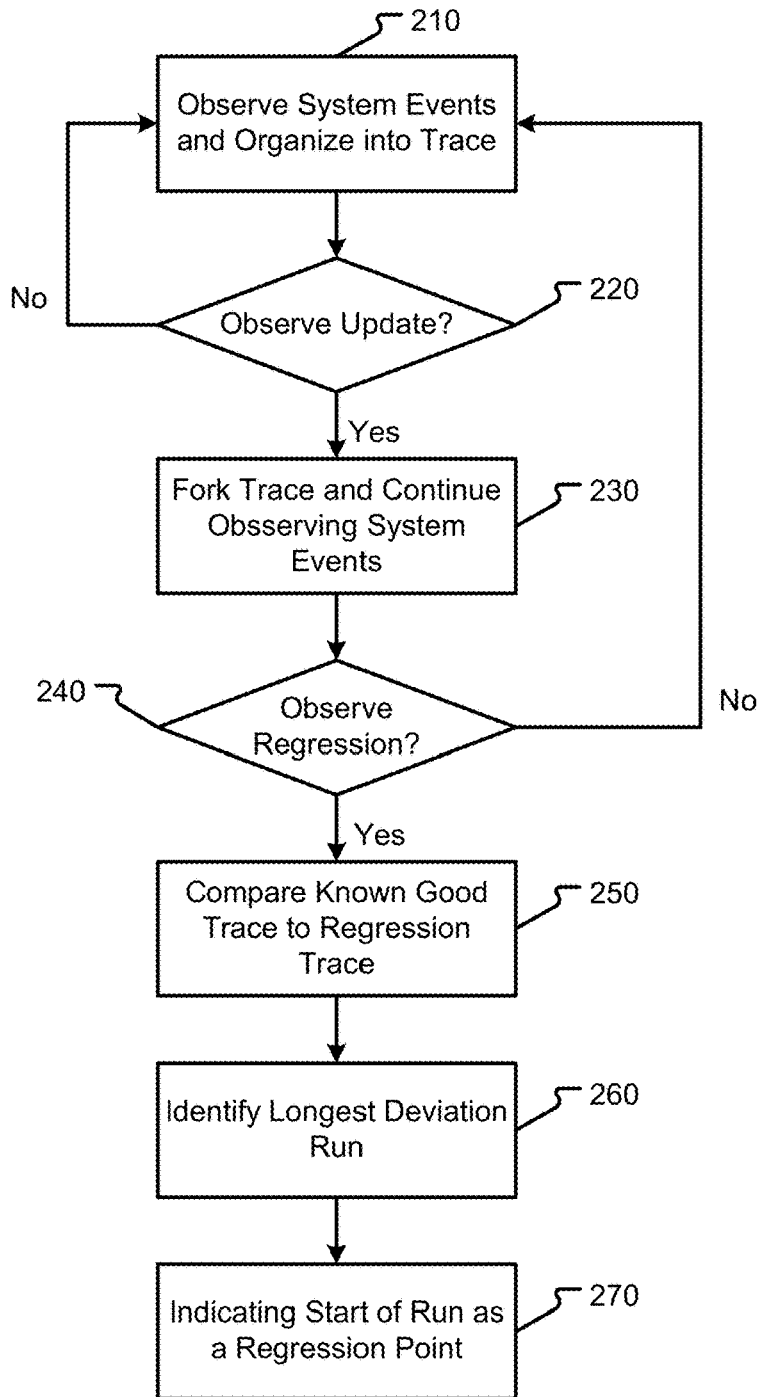 210
Observe System Events
and Organize into Trace
No
220
Observe Update?
Yes
Fork Trace and Continue
Obsserving System
Events
230
240
Observe
Regression?
No
Yes
Compare Known Good
Trace to Regression
Trace
250
Identify Longest Deviation
Run
260
Indicating Start of Run as
a Regression Point
270